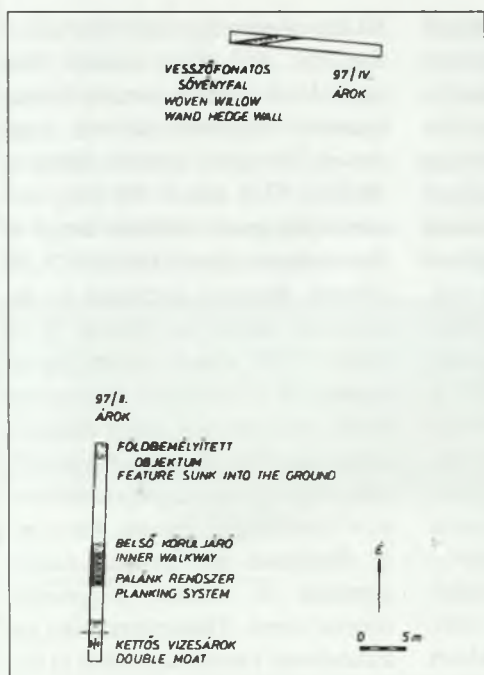 VESSZŐFONATOS
SÖVÉNYFAL
WOVEN WILLOW
WAND HEDGE WALL
97/IV.
ÁROK
97/II.
ÁROK
FÖLDBEMÉLYÍTETT
OBJEKTUM
FEATURE SUNK INTO THE GROUND
BELSŐ KÖRÜLJÁRÓ
INNER WALKWAY
PALÁNK RENDSZER
PLANKING SYSTEM
KETTŐS VIZESÁROK
DOUBLE MOAT
É
0 5m